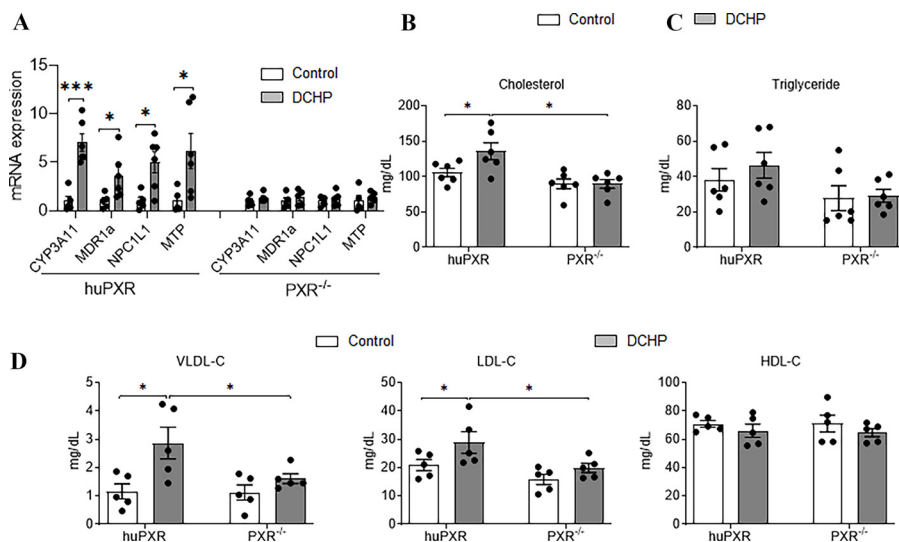 A
mRNA expression
15
10
5
0
***
*
*
*
Control
DCHP
CYP3A11
MDR1a
NPC1L1
MTP
CYP3A11
MDR1a
NPC1L1
MTP
huPXR
PXR-/-
B
Control
Cholesterol
mg/dL
200
150
100
50
0
*
*
huPXR
PXR-/-
C
DCHP
Triglyceride
mg/dL
80
60
40
20
0
huPXR
PXR-/-
D
Control
DCHP
VLDL-C
mg/dL
5
4
3
2
1
0
*
*
huPXR
PXR-/-
LDL-C
mg/dL
50
40
30
20
10
0
*
*
huPXR
PXR-/-
HDL-C
mg/dL
100
80
60
40
20
0
huPXR
PXR-/-